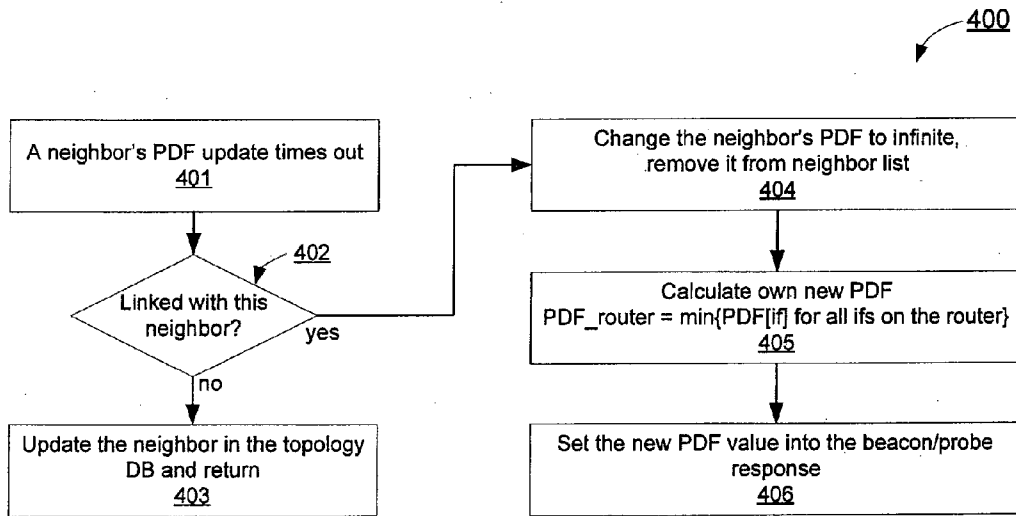 400
A neighbor's PDF update times out
401
402
Linked with this
neighbor?
yes
no
Update the neighbor in the topology
DB and return
403
Change the neighbor's PDF to infinite,
remove it from neighbor list
404
Calculate own new PDF
PDF_router = min{PDF[if] for all ifs on the router}
405
Set the new PDF value into the beacon/probe
response
406